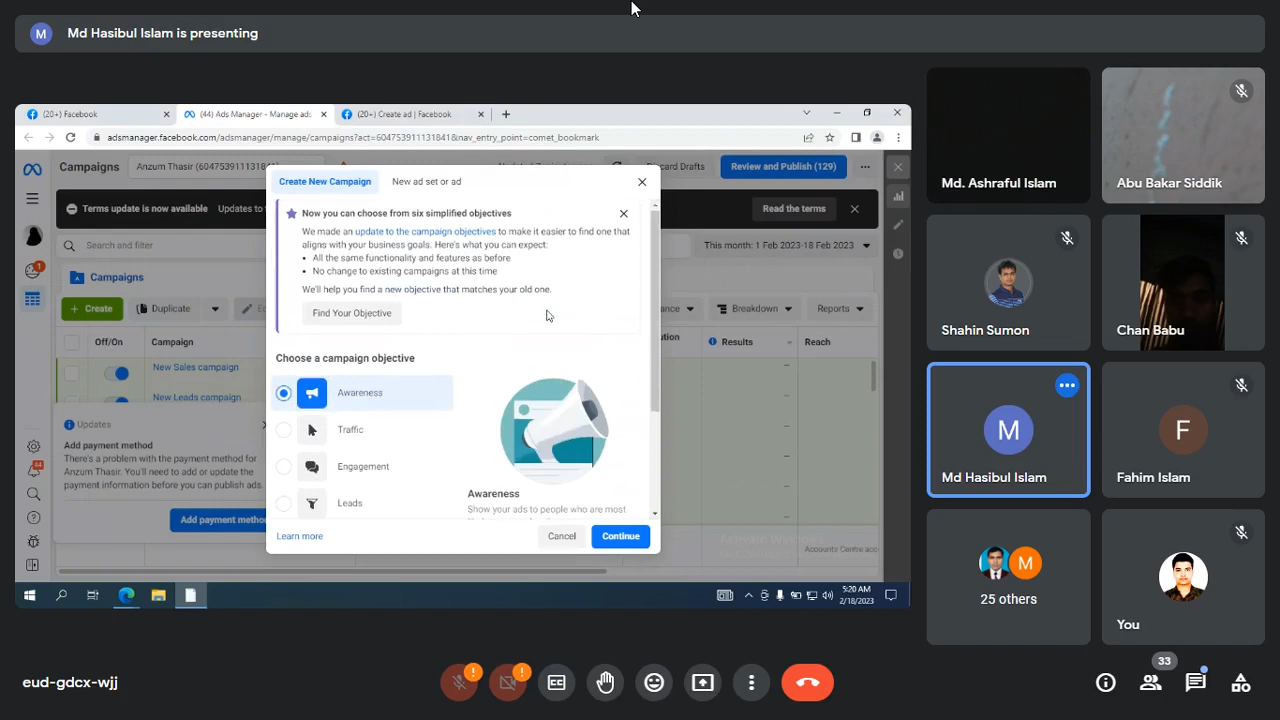 M Md Hasibul Islam is presenting
(20+) Facebook
(44) Ads Manager - Manage ads
(20+) Create ad | Facebook
adsmanager.facebook.com/adsmanager/manage/campaigns?act=604753911131841&nav_entry_point=comet_bookmark
Campaigns
Anzum Thasir (60475391113184
Discard Drafts
Review and Publish (129)
Create New Campaign
New ad set or ad
Terms update is now available
Updates to
Read the terms
Now you can choose from six simplified objectives
We made an update to the campaign objectives to make it easier to find one that
aligns with your business goals. Here's what you can expect:
• All the same functionality and features as before
• No change to existing campaigns at this time
We'll help you find a new objective that matches your old one.
Find Your Objective
Search and filter
This month: 1 Feb 2023-18 Feb 2023
Campaigns
+ Create
Duplicate
Breakdown
Reports
Off/On
Campaign
Results
Reach
New Sales campaign
New Leads campaign
Choose a campaign objective
Awareness
Traffic
Engagement
Leads
Awareness
Show your ads to people who are most
Learn more
Cancel
Continue
Updates
Add payment method
There's a problem with the payment method for
Anzum Thasir. You'll need to add or update the
payment information before you can publish ads.
Add payment method
Accounts Centre acc
1
44
5:20 AM
2/18/2023
Md. Ashraful Islam
Abu Bakar Siddik
Shahin Sumon
Chan Babu
M
Md Hasibul Islam
F
Fahim Islam
M
25 others
You
eud-gdcx-wjj
33